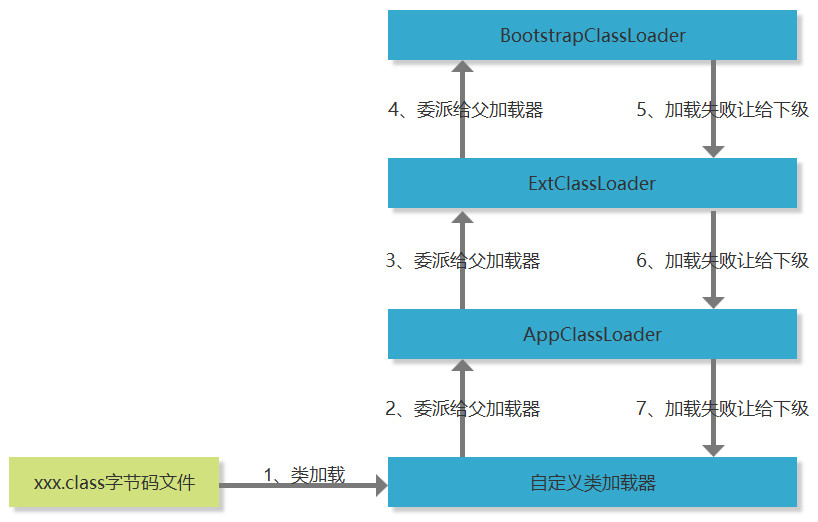 BootstrapClassLoader
4、委派给父加载器
5、加载失败让给下级
ExtClassLoader
3、委派给父加载器
6、加载失败让给下级
AppClassLoader
2、委派给父加载器
7、加载失败让给下级
xxx.class字节码文件
1、类加载
自定义类加载器